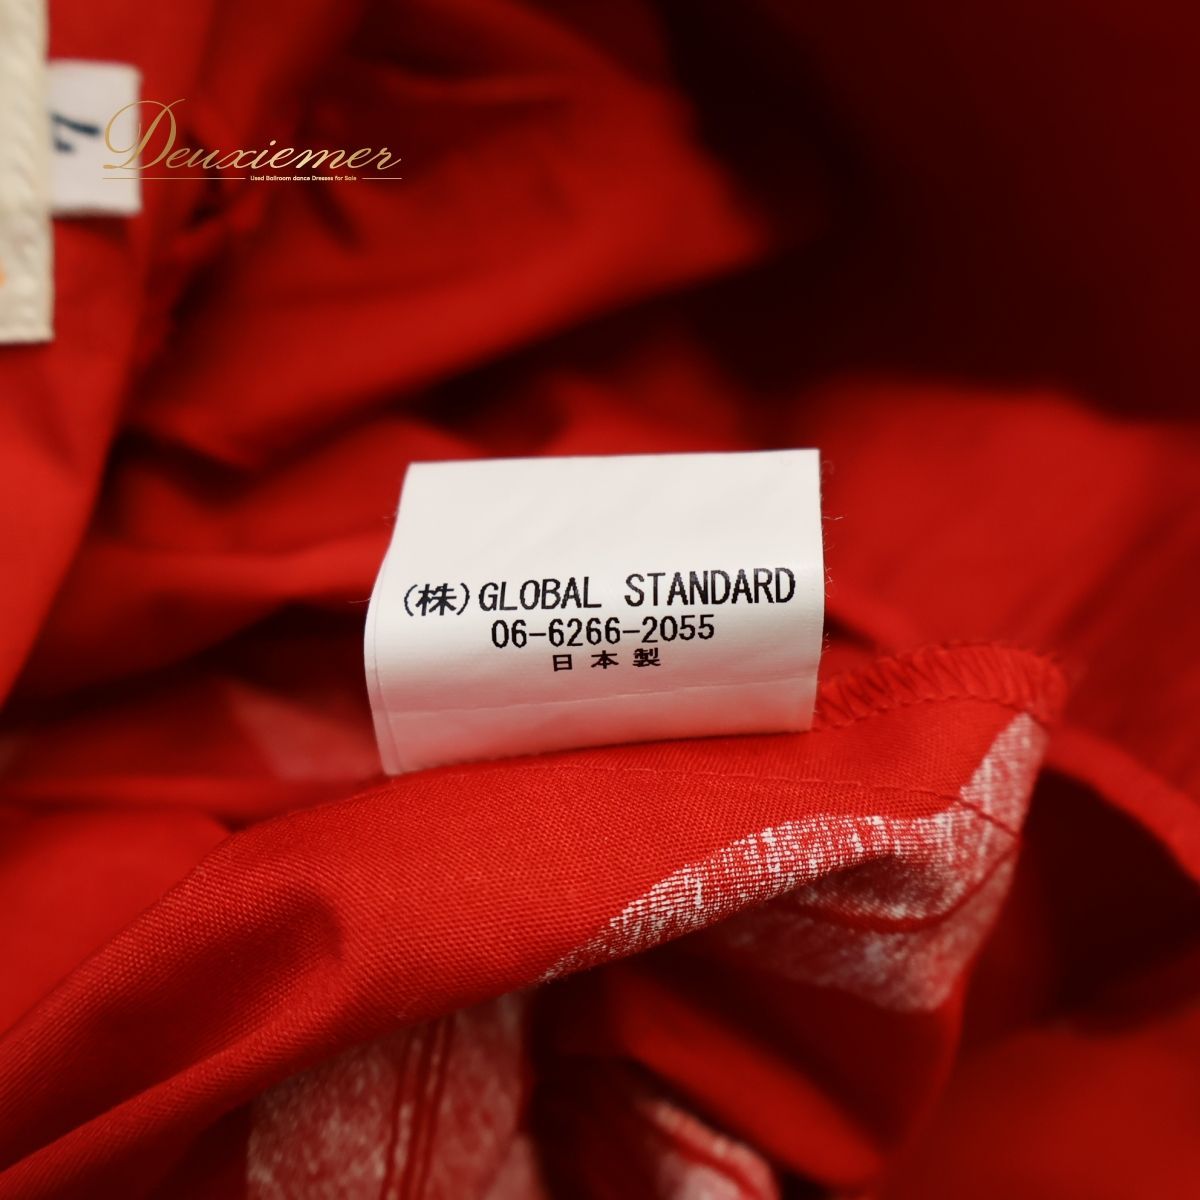 Deuxiemer
Used Ballroom dance Dresses for Sale
(株)GLOBAL STANDARD
06-6266-2055
日本製